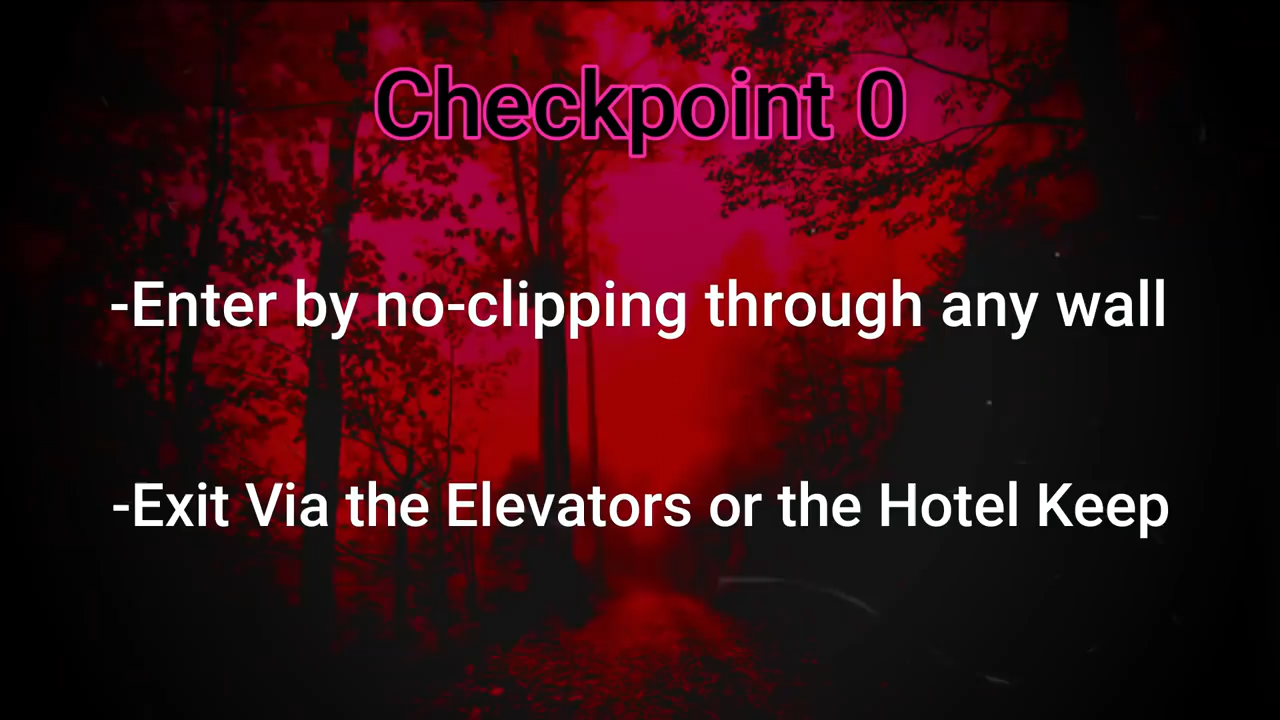 Checkpoint 0
-Enter by no-clipping through any wall
-Exit Via the Elevators or the Hotel Keep